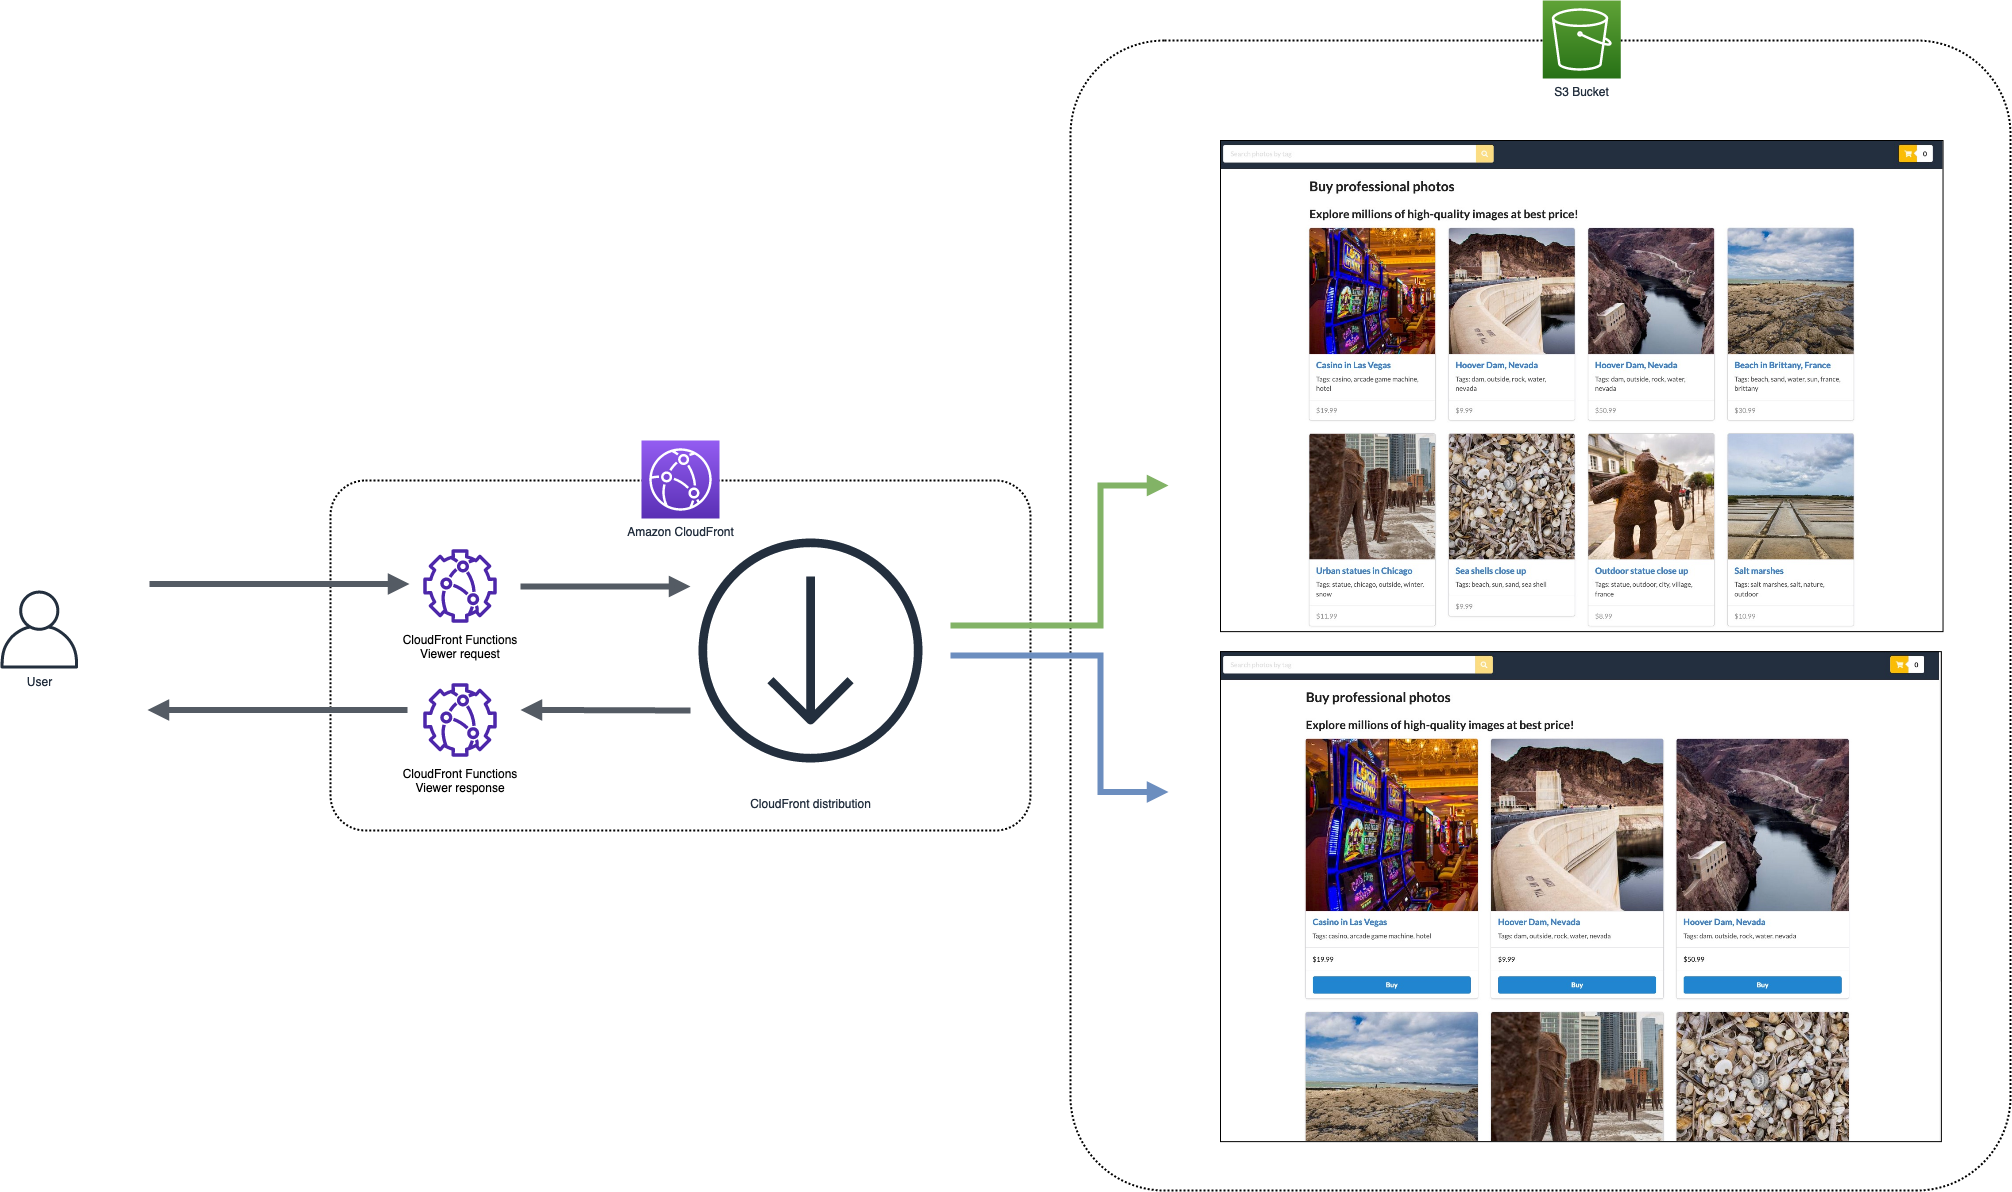 S3 Bucket
Search photos by tag
0
Buy professional photos
Explore millions of high-quality images at best price!
Casino in Las Vegas
Tags: casino, arcade game machine,
hotel
$19.99
Hoover Dam, Nevada
Tags: dam, outside, rock, water,
nevada
$9.99
Hoover Dam, Nevada
Tags: dam, outside, rock, water,
nevada
$50.99
Beach in Brittany, France
Tags: beach, sand, water, sun, france,
brittany
$30.99
Urban statues in Chicago
Tags: statue, chicago, outside, winter,
snow
$11.99
Sea shells close up
Tags: beach, sun, sand, sea shell
$9.99
Outdoor statue close up
Tags: statue, outdoor, city, village,
france
$8.99
Salt marshes
Tags: salt marshes, salt, nature,
outdoor
$10.99
Amazon CloudFront
CloudFront Functions
Viewer request
User
CloudFront Functions
Viewer response
CloudFront distribution
Search photos by tag
0
Buy professional photos
Explore millions of high-quality images at best price!
Casino in Las Vegas
Tags: casino, arcade game machine, hotel
$19.99
Buy
Hoover Dam, Nevada
Tags: dam, outside, rock, water, nevada
$9.99
Buy
Hoover Dam, Nevada
Tags: dam, outside, rock, water, nevada
$50.99
Buy